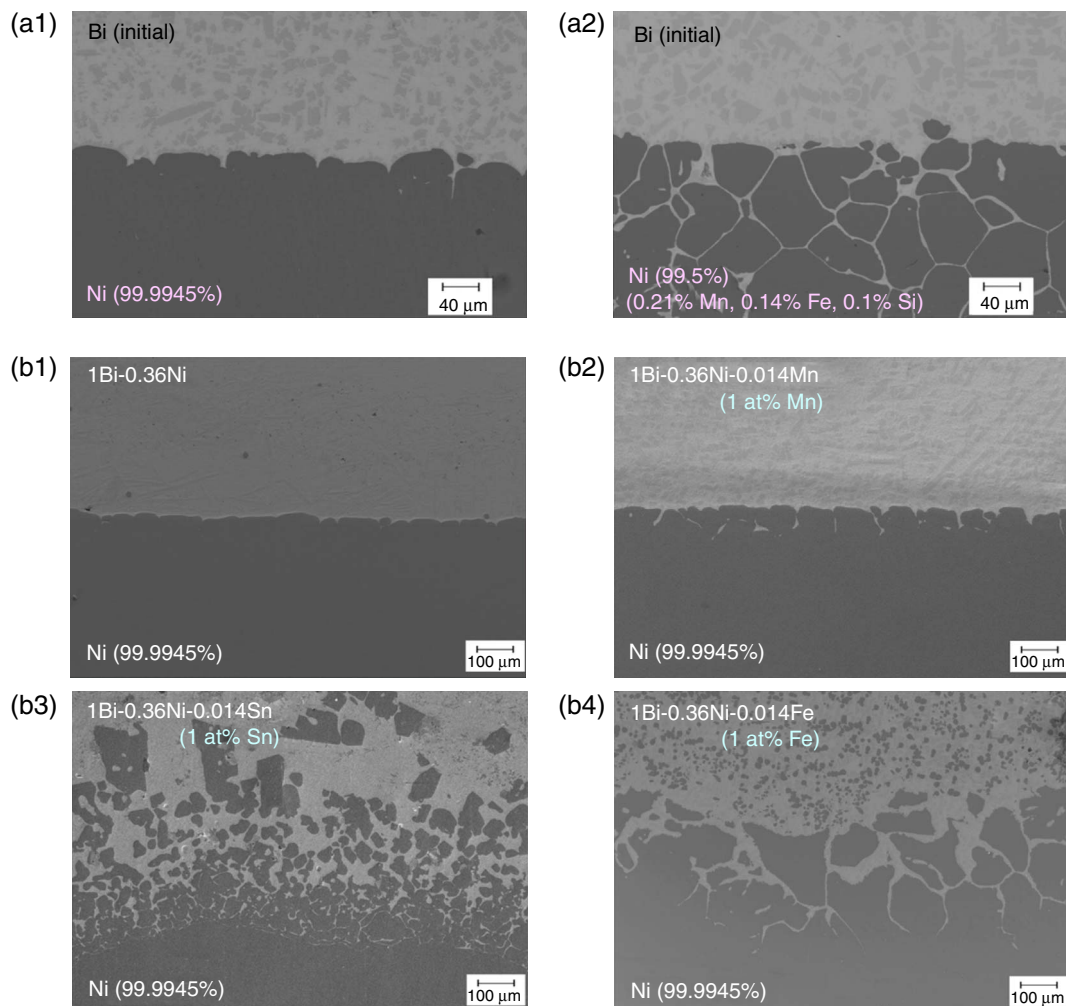 (a1)
Bi (initial)
Ni (99.9945%)
40 μm
(a2)
Bi (initial)
Ni (99.5%)
(0.21% Mn, 0.14% Fe, 0.1% Si)
40 μm
(b1)
1Bi-0.36Ni
Ni (99.9945%)
100 μm
(b2)
1Bi-0.36Ni-0.014Mn
(1 at% Mn)
Ni (99.9945%)
100 μm
(b3)
1Bi-0.36Ni-0.014Sn
(1 at% Sn)
Ni (99.9945%)
100 μm
(b4)
1Bi-0.36Ni-0.014Fe
(1 at% Fe)
Ni (99.9945%)
100 μm